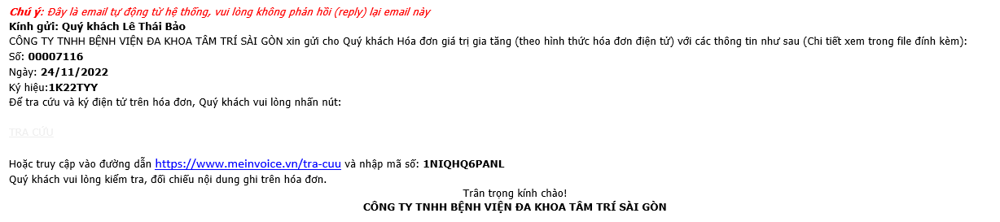 Chú ý: Đây là email tự động từ hệ thống, vui lòng không phản hồi (reply) lại email này
Kính gửi: Quý khách Lê Thái Bảo
CÔNG TY TNHH BỆNH VIỆN ĐA KHOA TÂM TRÍ SÀI GÒN xin gửi cho Quý khách Hóa đơn giá trị gia tăng (theo hình thức hóa đơn điện tử) với các thông tin như sau (Chi tiết xem trong file đính kèm):
Số: 00007116
Ngày: 24/11/2022
Ký hiệu:1K22TYY
Để tra cứu và ký điện tử trên hóa đơn, Quý khách vui lòng nhấn nút:
TRA CỨU
Hoặc truy cập vào đường dẫn https://www.meinvoice.vn/tra-cuu và nhập mã số: 1NIQHQ6PANL
Quý khách vui lòng kiểm tra, đối chiếu nội dung ghi trên hóa đơn.
Trân trọng kính chào!
CÔNG TY TNHH BỆNH VIỆN ĐA KHOA TÂM TRÍ SÀI GÒN